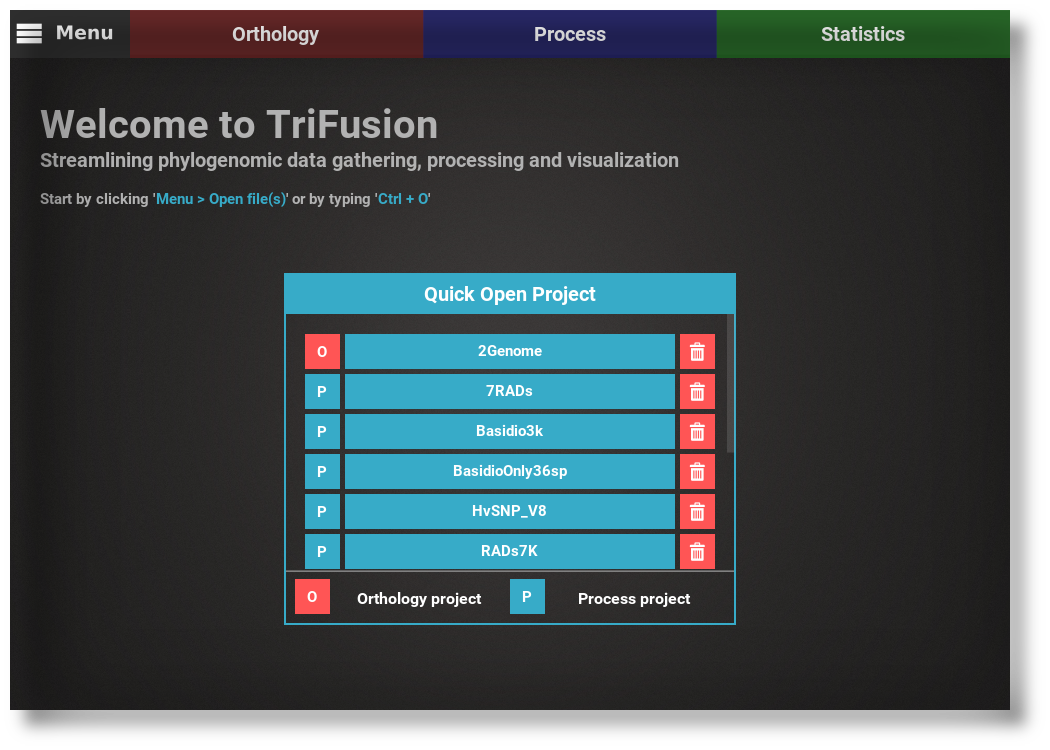 Menu
Orthology
Process
Statistics
Welcome to TriFusion
Streamlining phylogenomic data gathering, processing and visualization
Start by clicking 'Menu > Open file(s)' or by typing 'Ctrl + O'
Quick Open Project
O 2Genome
P 7RADs
P Basidio3k
P BasidioOnly36sp
P HvSNP_V8
P RADs7K
O Orthology project P Process project